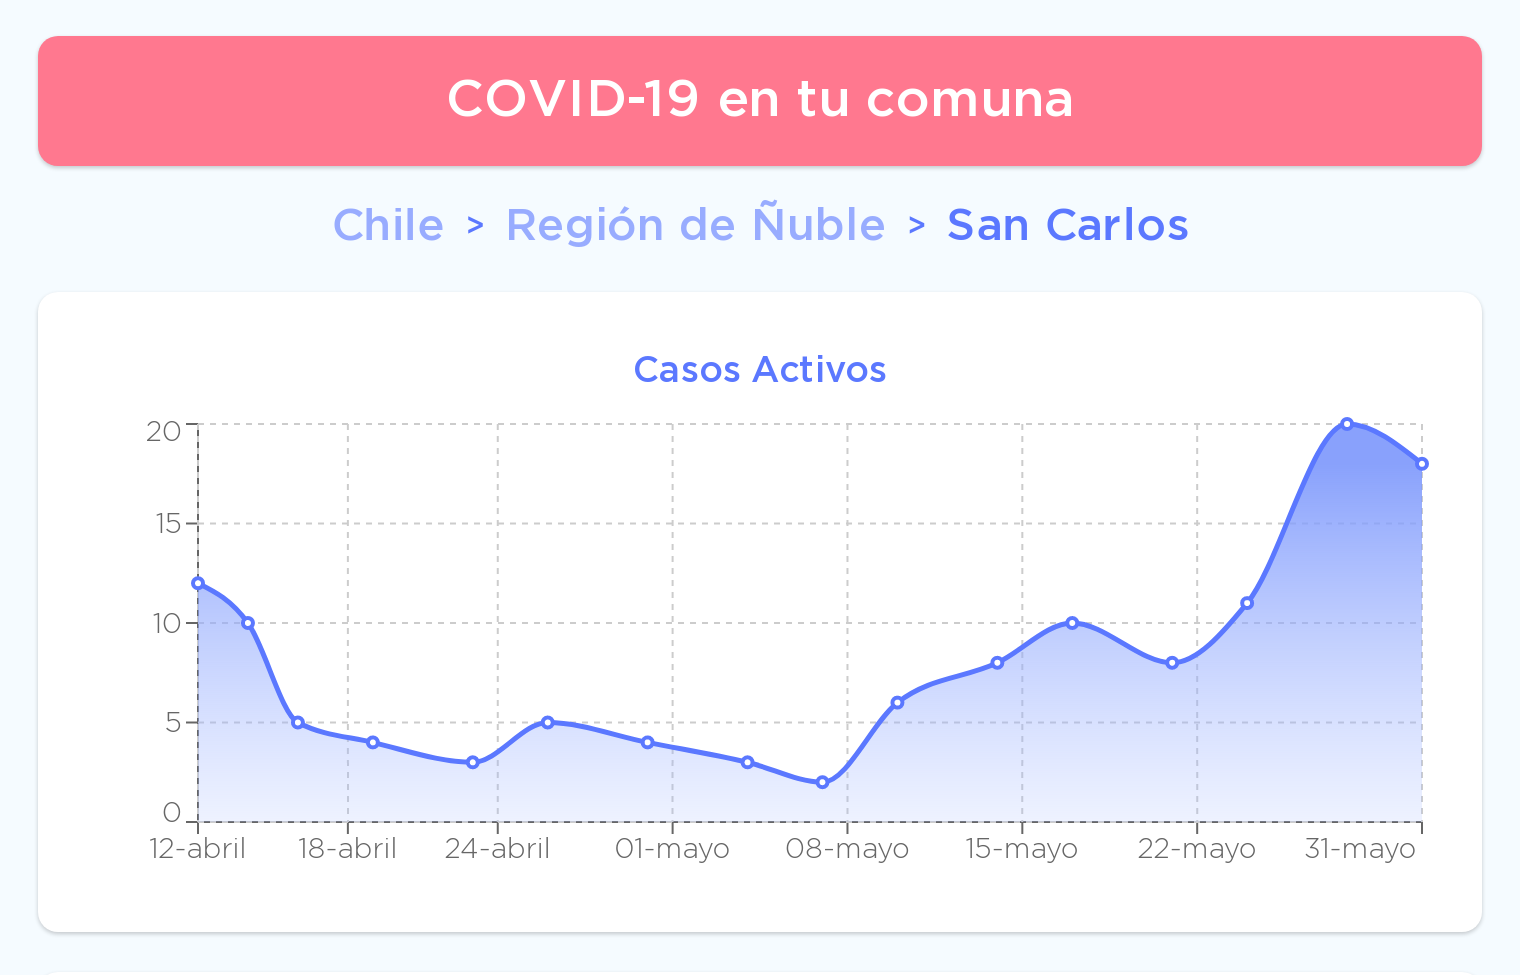 COVID-19 en tu comuna
Chile > Región de Ñuble > San Carlos
Casos Activos
20
15
10
5
0
12-abril 18-abril 24-abril 01-mayo 08-mayo 15-mayo 22-mayo 31-mayo